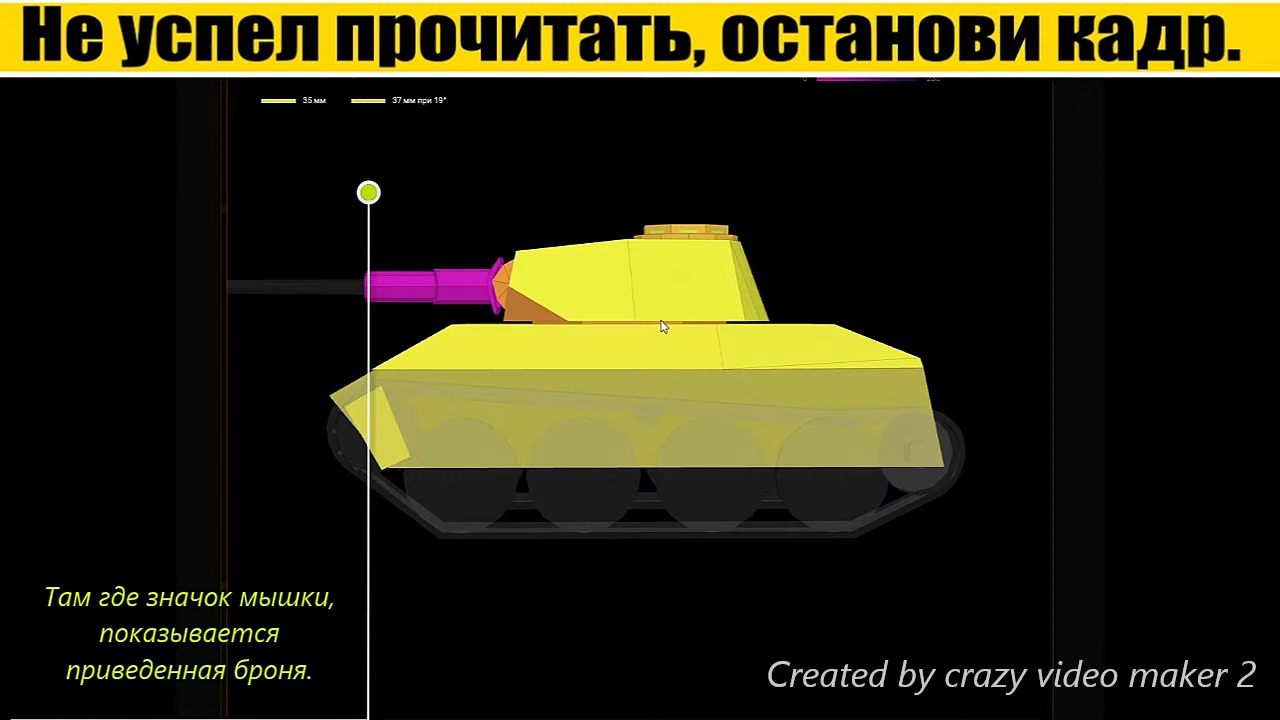 Не успел прочитать, останови кадр.
35 мм 37 мм при 19°
Там где значок мышки,
показывается
приведенная броня.
Created by crazy video maker 2